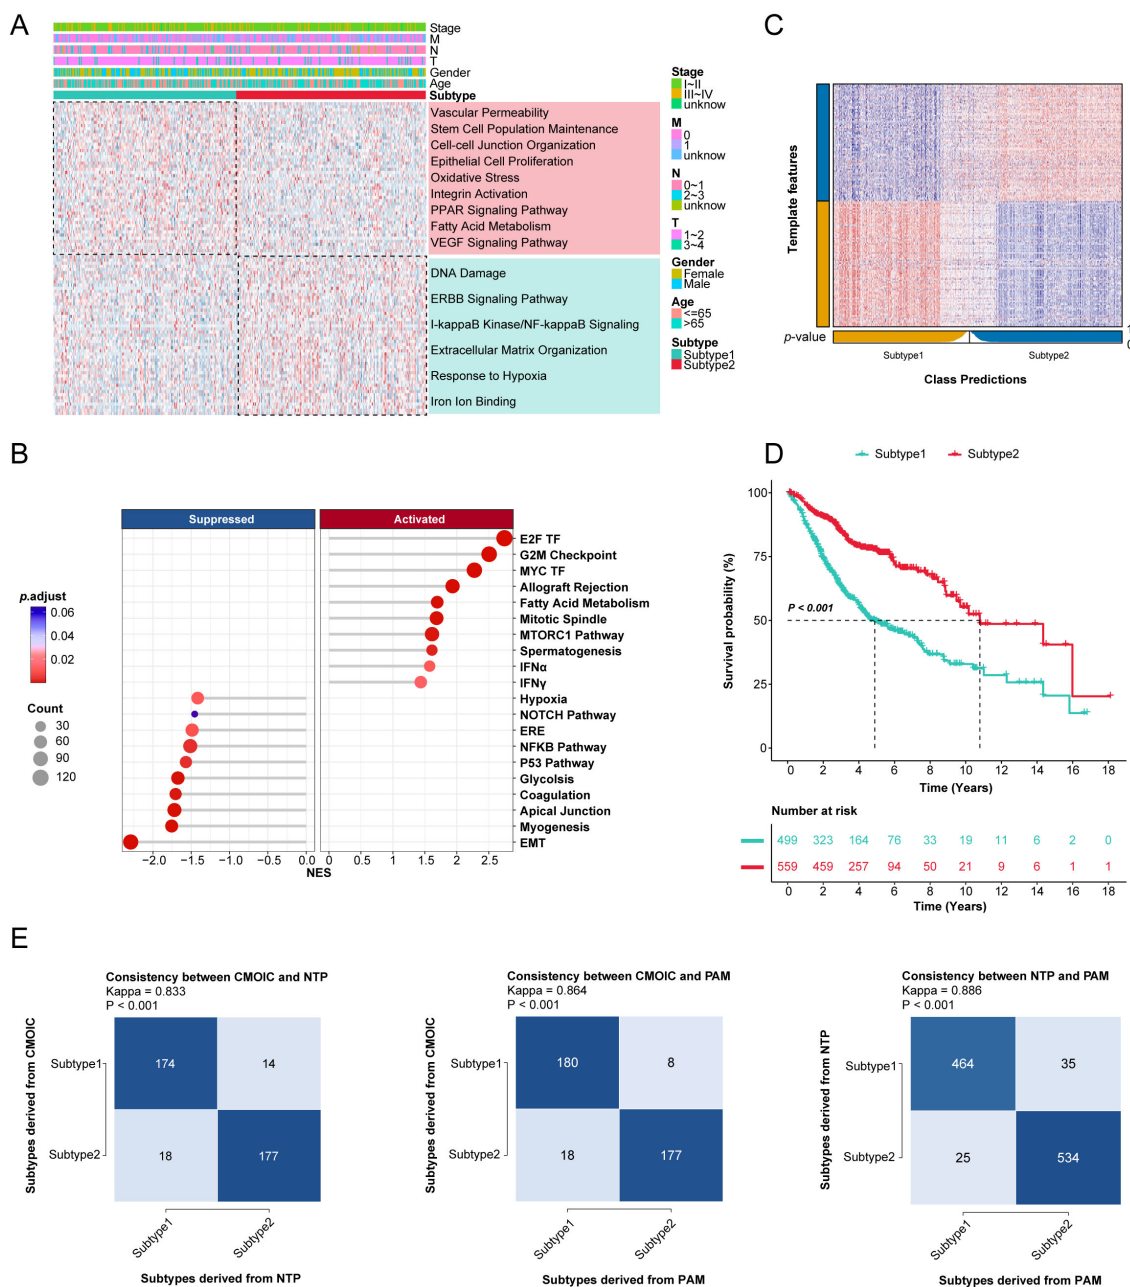 A
Stage
M
N
T
Gender
Age
Subtype
Vascular Permeability
Stem Cell Population Maintenance
Cell-cell Junction Organization
Epithelial Cell Proliferation
Oxidative Stress
Integrin Activation
PPAR Signaling Pathway
Fatty Acid Metabolism
VEGF Signaling Pathway
DNA Damage
ERBB Signaling Pathway
I-kappaB Kinase/NF-kappaB Signaling
Extracellular Matrix Organization
Response to Hypoxia
Iron Ion Binding
Stage
I~II
III~IV
unknow
M
0
1
unknow
N
0~1
2~3
unknow
T
1~2
3~4
Gender
Female
Male
Age
<=65
>65
Subtype
Subtype1
Subtype2
C
Template features
p-value
1
0
Subtype1 Subtype2
Class Predictions
B
Suppressed Activated
E2F TF
G2M Checkpoint
MYC TF
Allograft Rejection
Fatty Acid Metabolism
Mitotic Spindle
MTORC1 Pathway
Spermatogenesis
IFNα
IFNγ
Hypoxia
NOTCH Pathway
ERE
NFKB Pathway
P53 Pathway
Glycolsis
Coagulation
Apical Junction
Myogenesis
EMT
p.adjust
0.06
0.04
0.02
Count
30
60
90
120
−2.0 −1.5 −1.0 −0.5 0.0 0.0 0.5 1.0 1.5 2.0 2.5
NES
D
Subtype1 Subtype2
Survival probability (%)
100
75
50
25
0
P < 0.001
0 2 4 6 8 10 12 14 16 18
Time (Years)
Number at risk
499 323 164 76 33 19 11 6 2 0
559 459 257 94 50 21 9 6 1 1
0 2 4 6 8 10 12 14 16 18
Time (Years)
E
Consistency between CMOIC and NTP
Kappa = 0.833
P < 0.001
Subtypes derived from CMOIC
Subtype1
Subtype2
174 14
18 177
Subtype1
Subtype2
Subtypes derived from NTP
Consistency between CMOIC and PAM
Kappa = 0.864
P < 0.001
Subtypes derived from CMOIC
Subtype1
Subtype2
180 8
18 177
Subtype1
Subtype2
Subtypes derived from PAM
Consistency between NTP and PAM
Kappa = 0.886
P < 0.001
Subtypes derived from NTP
Subtype1
Subtype2
464 35
25 534
Subtype1
Subtype2
Subtypes derived from PAM